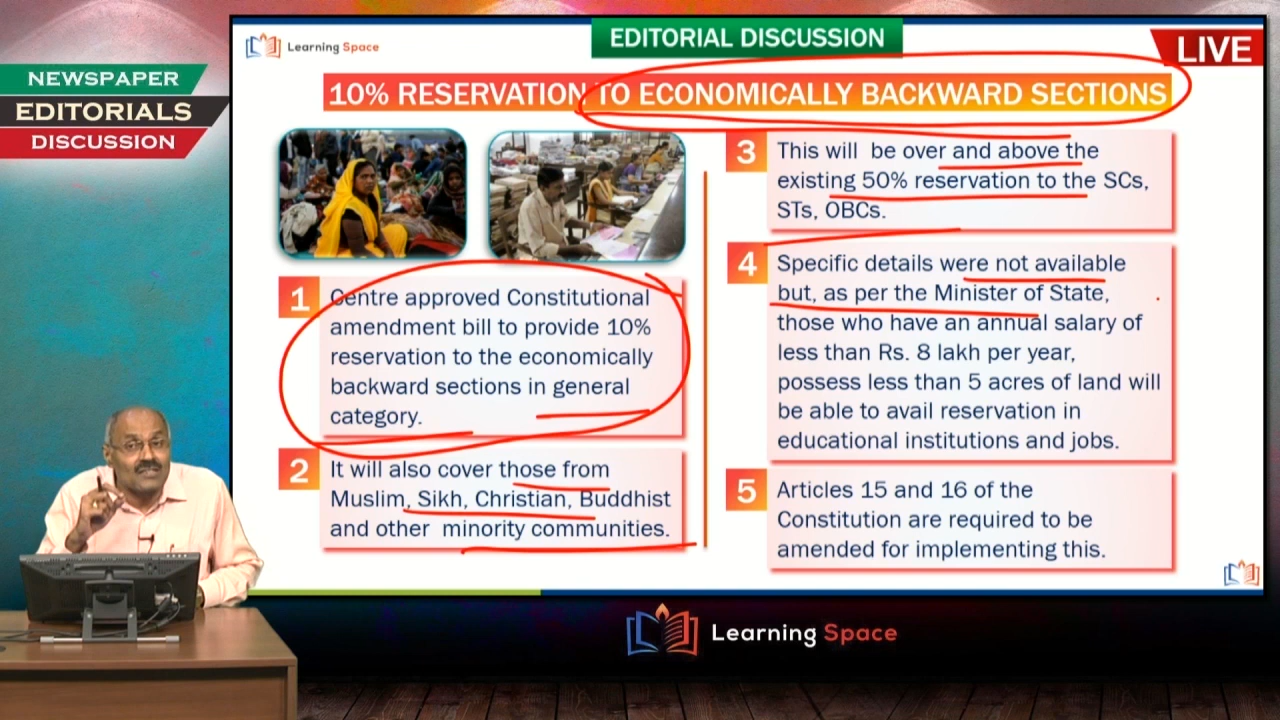 NEWSPAPER
EDITORIALS
DISCUSSION
Learning Space
EDITORIAL DISCUSSION
LIVE
10% RESERVATION TO ECONOMICALLY BACKWARD SECTIONS
1
Centre approved Constitutional
amendment bill to provide 10%
reservation to the economically
backward sections in general
category.
2
It will also cover those from
Muslim, Sikh, Christian, Buddhist
and other minority communities.
3
This will be over and above the
existing 50% reservation to the SCs,
STs, OBCs.
4
Specific details were not available
but, as per the Minister of State,
those who have an annual salary of
less than Rs. 8 lakh per year,
possess less than 5 acres of land will
be able to avail reservation in
educational institutions and jobs.
5
Articles 15 and 16 of the
Constitution are required to be
amended for implementing this.
Learning Space